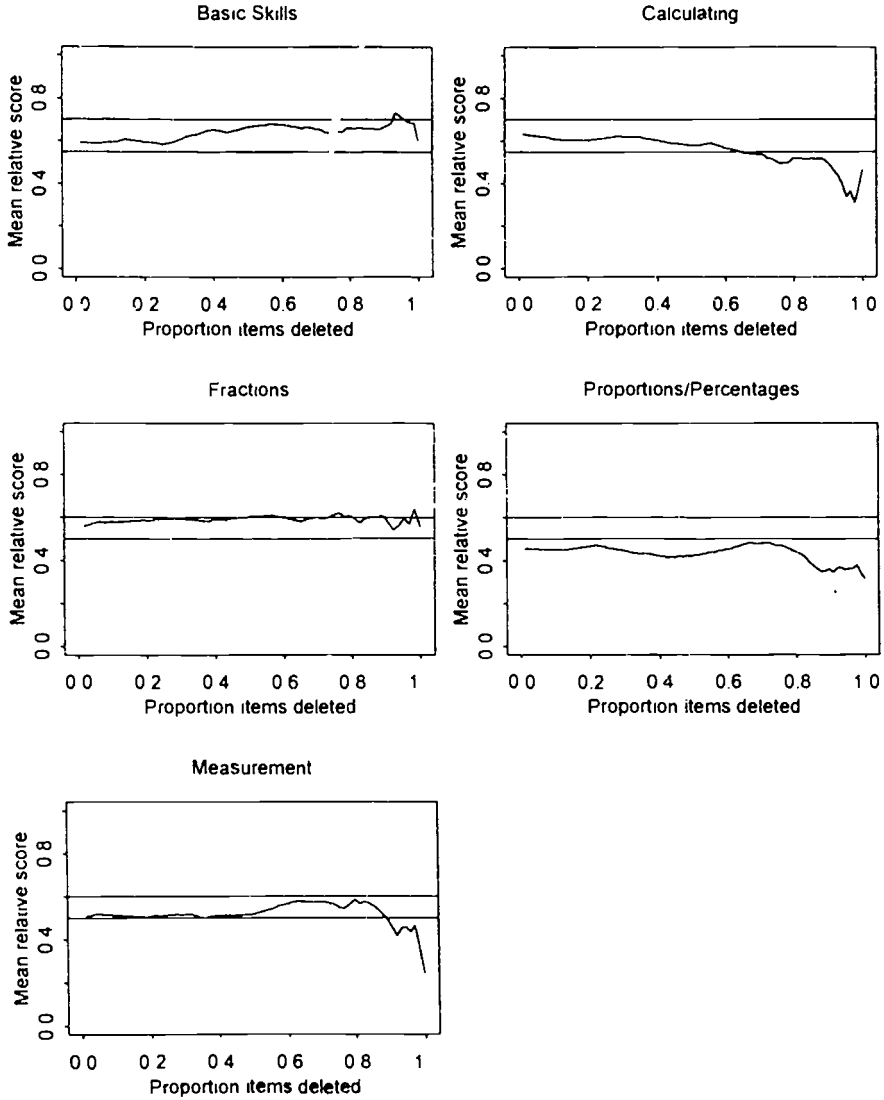 Basic Skills
Mean relative score
0.8
0.4
0.0
0.0 0.2 0.4 0.6 0.8 1
Proportion items deleted
Calculating
Mean relative score
0.8
0.4
0.0
0.0 0.2 0.4 0.6 0.8 1.0
Proportion items deleted
Fractions
Mean relative score
0.8
0.4
0.0
0.0 0.2 0.4 0.6 0.8 1
Proportion items deleted
Proportions/Percentages
Mean relative score
0.8
0.4
0.0
0.0 0.2 0.4 0.6 0.8 1.0
Proportion items deleted
Measurement
Mean relative score
0.8
0.4
0.0
0.0 0.2 0.4 0.6 0.8 1
Proportion items deleted